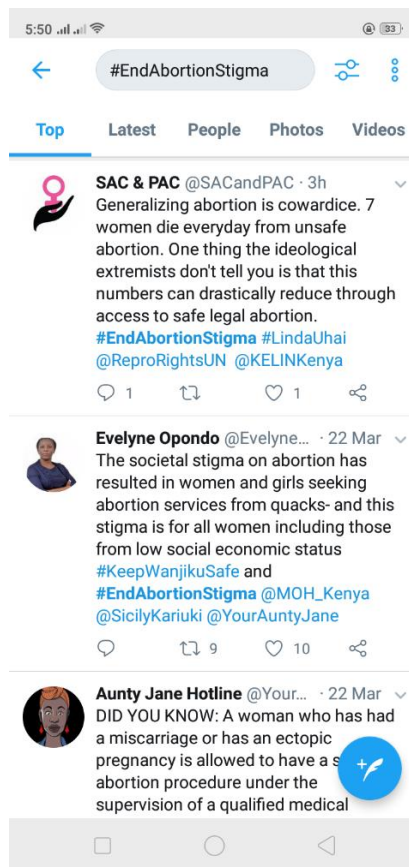 5:50
33
#EndAbortionStigma
Top Latest People Photos Videos
SAC & PAC @SACandPAC · 3h
Generalizing abortion is cowardice. 7
women die everyday from unsafe
abortion. One thing the ideological
extremists don't tell you is that this
numbers can drastically reduce through
access to safe legal abortion.
#EndAbortionStigma #LindaUhai
@ReproRightsUN @KELINKenya
1 1
Evelyne Opondo @Evelyne... · 22 Mar
The societal stigma on abortion has
resulted in women and girls seeking
abortion services from quacks- and this
stigma is for all women including those
from low social economic status
#KeepWanjikuSafe and
#EndAbortionStigma @MOH_Kenya
@SicilyKariuki @YourAuntyJane
9 10
Aunty Jane Hotline @Your... · 22 Mar
DID YOU KNOW: A woman who has had
a miscarriage or has an ectopic
pregnancy is allowed to have a s
abortion procedure under the
supervision of a qualified medical